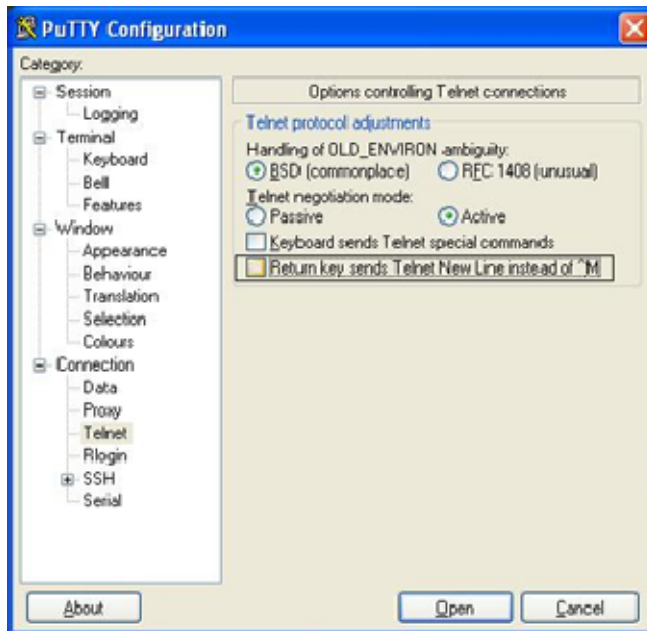 PuTTY Configuration
Category:
Session
Logging
Terminal
Keyboard
Bell
Features
Window
Appearance
Behaviour
Translation
Selection
Colours
Connection
Data
Proxy
Telnet
Rlogin
SSH
Serial
Options controlling Telnet connections
Telnet protocol adjustments
Handling of OLD_ENVIRON ambiguity:
BSD (commonplace) RFC 1408 (unusual)
Telnet negotiation mode:
Passive Active
Keyboard sends Telnet special commands
Return key sends Telnet New Line instead of ^M
About Open Cancel